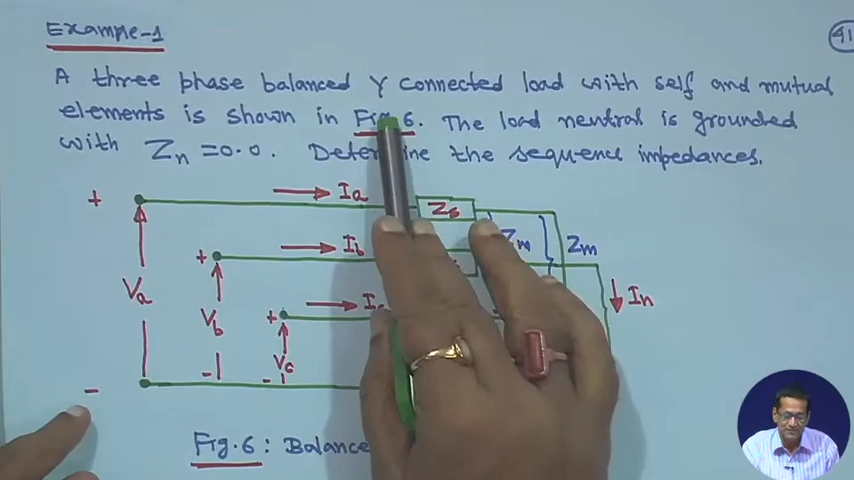 Example-1
41
A three phase balanced Y connected load with self and mutual
elements is shown in Fig.6. The load neutral is grounded
with Zn = 0.0. Determine the sequence impedances.
+ Ia Zs
+ Ib Zm Zm
Va Vb + In
Vc
- - -
Fig.6: Balance